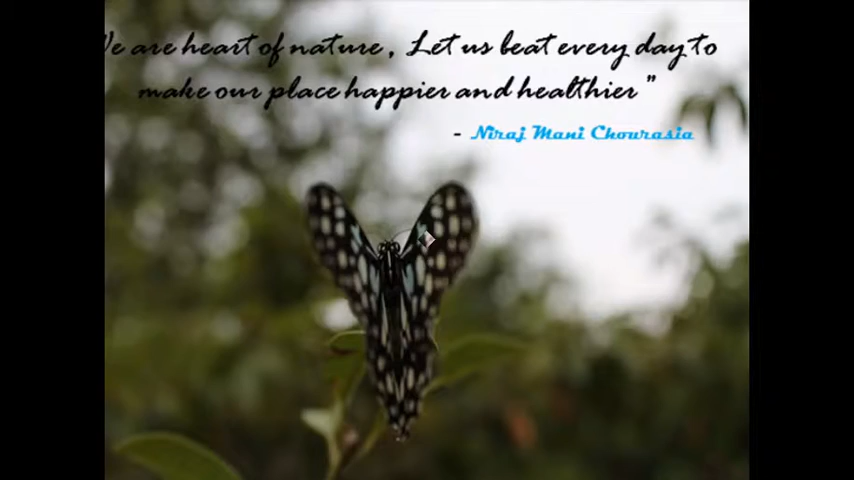 We are heart of nature, Let us beat every day to
make our place happier and healthier”
- Niraj Mani Chourasia